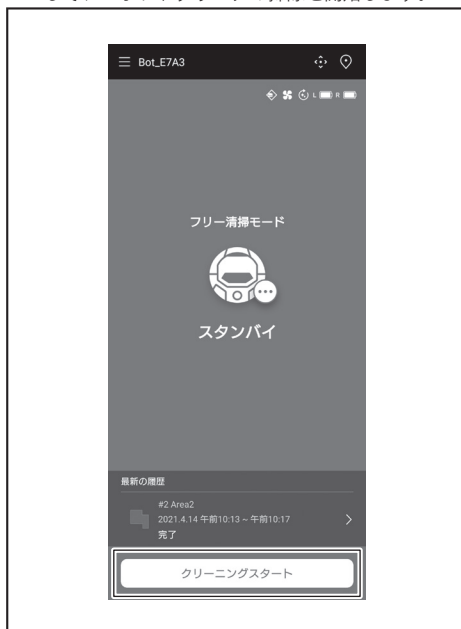 Bot_E7A3
L R
フリー清掃モード
スタンバイ
最新の履歴
#2 Area2
2021.4.14 午前10:13 ~ 午前10:17
完了
クリーニングスタート